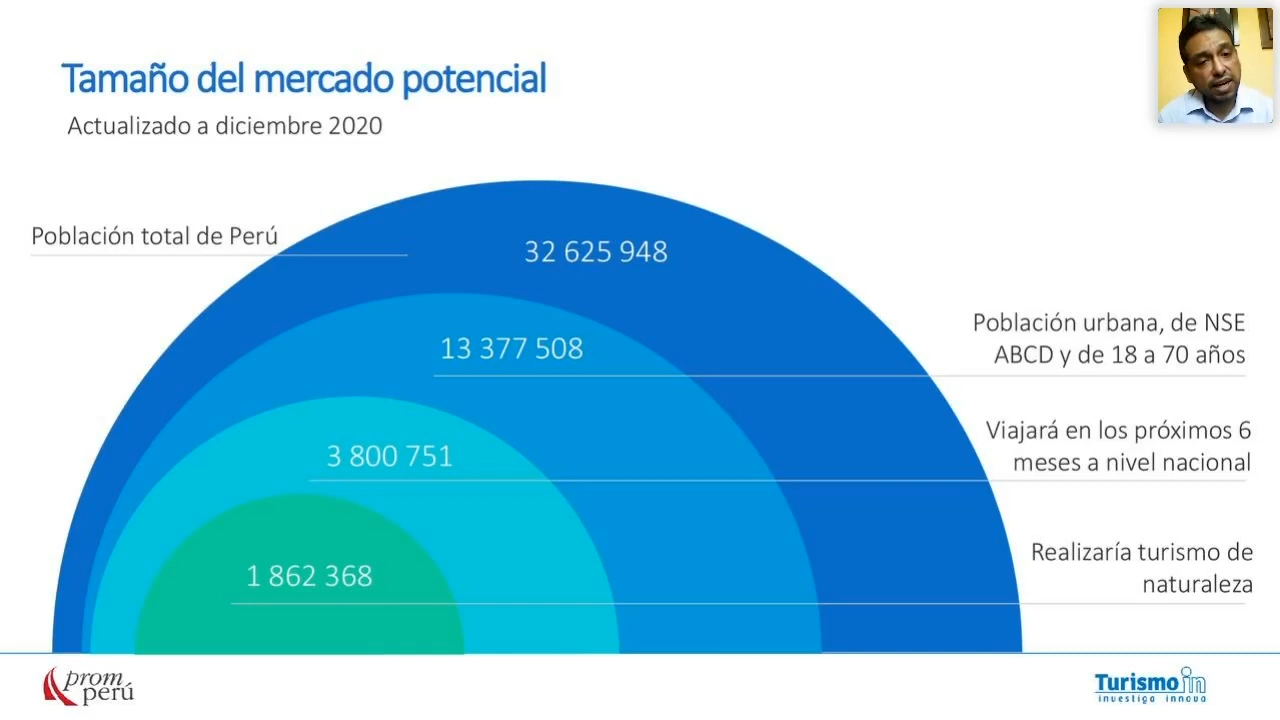 Tamaño del mercado potencial
Actualizado a diciembre 2020
Población total de Perú
32 625 948
Población urbana, de NSE
ABCD y de 18 a 70 años
13 377 508
Viajará en los próximos 6
meses a nivel nacional
3 800 751
Realizaría turismo de
naturaleza
1 862 368
prom
perú
Turismo in
investiga innova